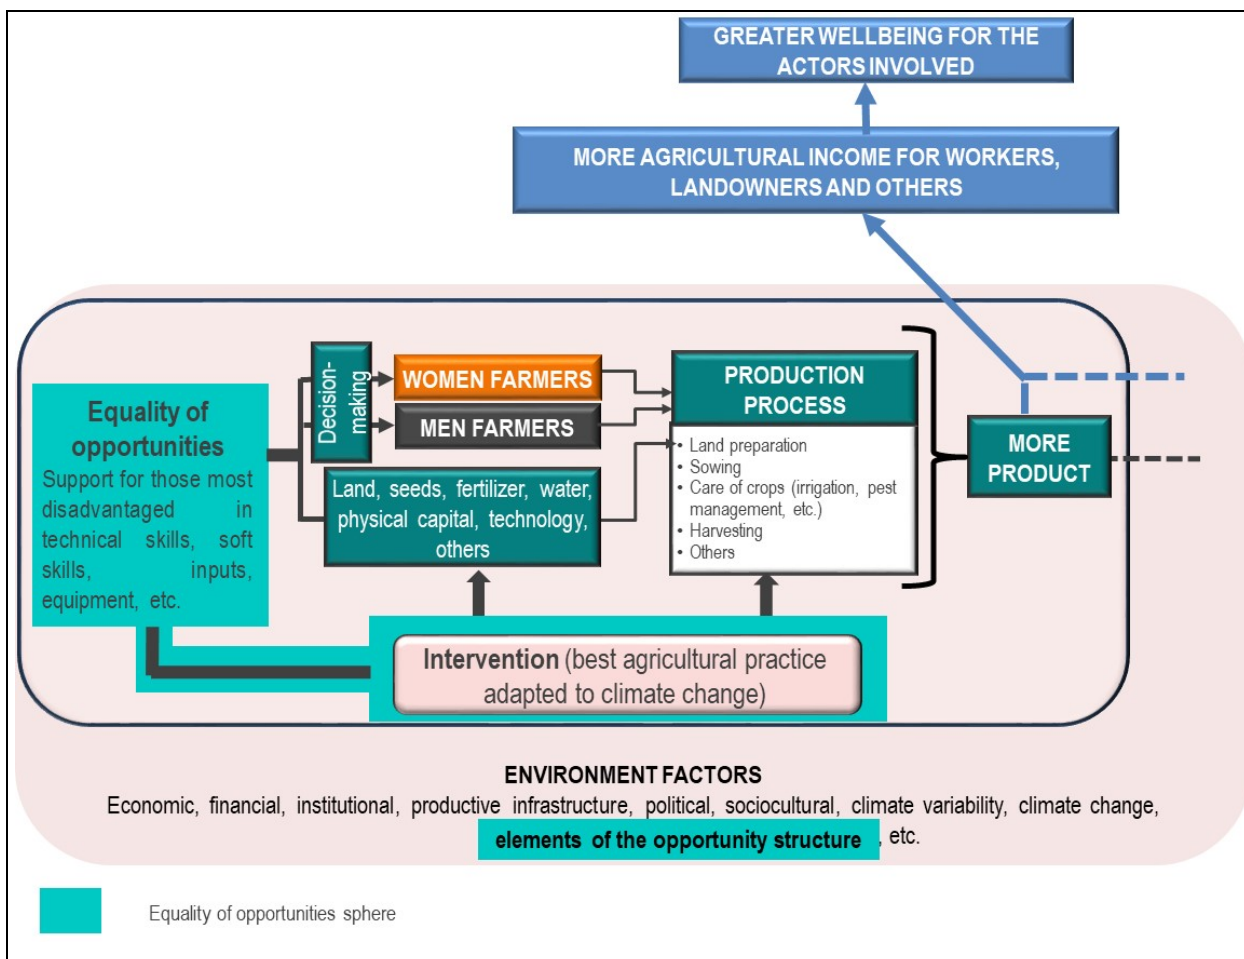 GREATER WELLBEING FOR THE
ACTORS INVOLVED
MORE AGRICULTURAL INCOME FOR WORKERS,
LANDOWNERS AND OTHERS
Equality of
opportunities
Support for those most
disadvantaged in
technical skills, soft
skills, inputs,
equipment, etc.
Decision-
making
WOMEN FARMERS
MEN FARMERS
Land, seeds, fertilizer, water,
physical capital, technology,
others
PRODUCTION
PROCESS
• Land preparation
• Sowing
• Care of crops (irrigation, pest
management, etc.)
• Harvesting
• Others
MORE
PRODUCT
Intervention (best agricultural practice
adapted to climate change)
ENVIRONMENT FACTORS
Economic, financial, institutional, productive infrastructure, political, sociocultural, climate variability, climate change,
elements of the opportunity structure , etc.
Equality of opportunities sphere